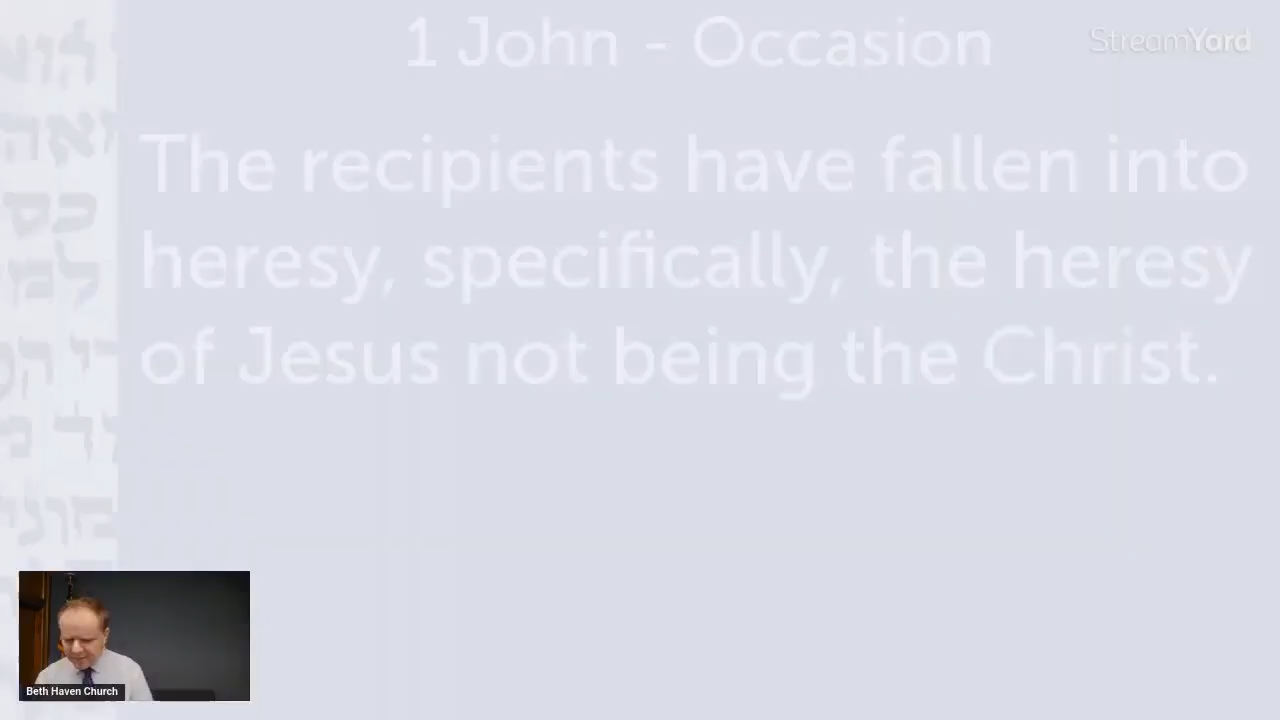 1 John - Occasion
StreamYard
The recipients have fallen into
heresy, specifically, the heresy
of Jesus not being the Christ.
Beth Haven Church